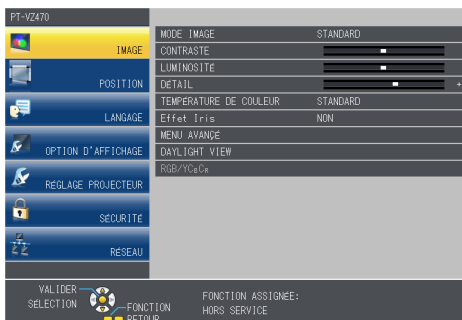 PT-VZ470
IMAGE
POSITION
LANGAGE
OPTION D'AFFICHAGE
RÉGLAGE PROJECTEUR
SÉCURITÉ
RÉSEAU
MODE IMAGE STANDARD
CONTRASTE
LUMINOSITÉ
DÉTAIL +
TEMPÉRATURE DE COULEUR STANDARD
Effet Iris NON
MENU AVANÇÉ
DAYLIGHT VIEW
RGB/YCBCR
VALIDER
SÉLECTION
FONCTION
RETOUR
FONCTION ASSIGNÉE:
HORS SERVICE